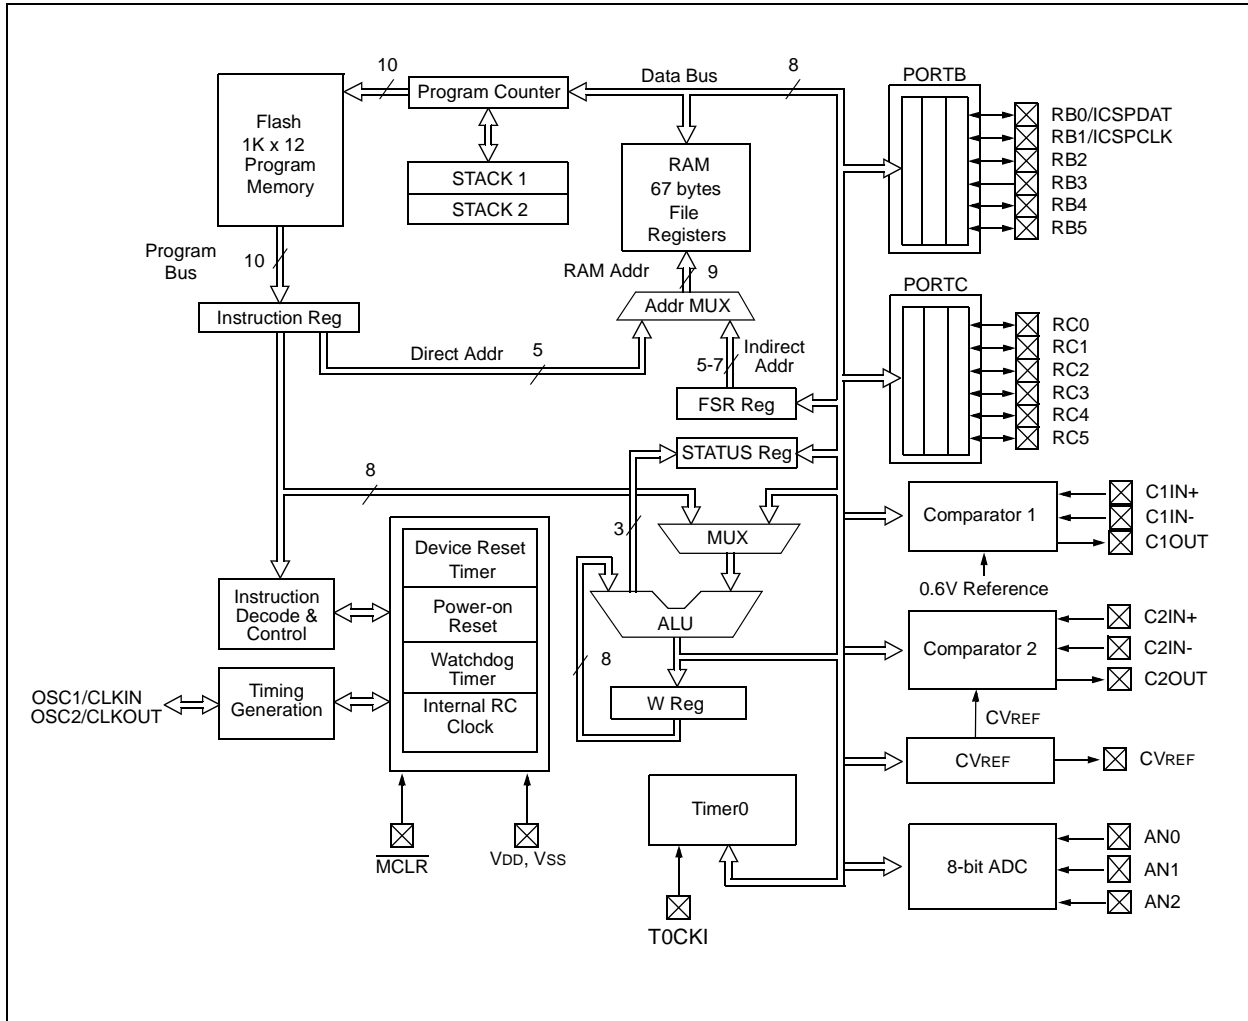 10
Data Bus
8
PORTB
Program Counter
Flash
1K x 12
Program
Memory
STACK 1
STACK 2
RAM
67 bytes
File
Registers
RB0/ICSPDAT
RB1/ICSPCLK
RB2
RB3
RB4
RB5
Program
Bus
10
RAM Addr
9
Addr MUX
Instruction Reg
Direct Addr
5
5-7
Indirect
Addr
FSR Reg
STATUS Reg
PORTC
RC0
RC1
RC2
RC3
RC4
RC5
8
3
MUX
Comparator 1
C1IN+
C1IN-
C1OUT
0.6V Reference
Device Reset
Timer
Power-on
Reset
Watchdog
Timer
Internal RC
Clock
Instruction
Decode &
Control
ALU
8
W Reg
Comparator 2
C2IN+
C2IN-
C2OUT
CVREF
OSC1/CLKIN
OSC2/CLKOUT
Timing
Generation
CVREF
CVREF
MCLR
VDD, VSS
Timer0
T0CKI
8-bit ADC
AN0
AN1
AN2